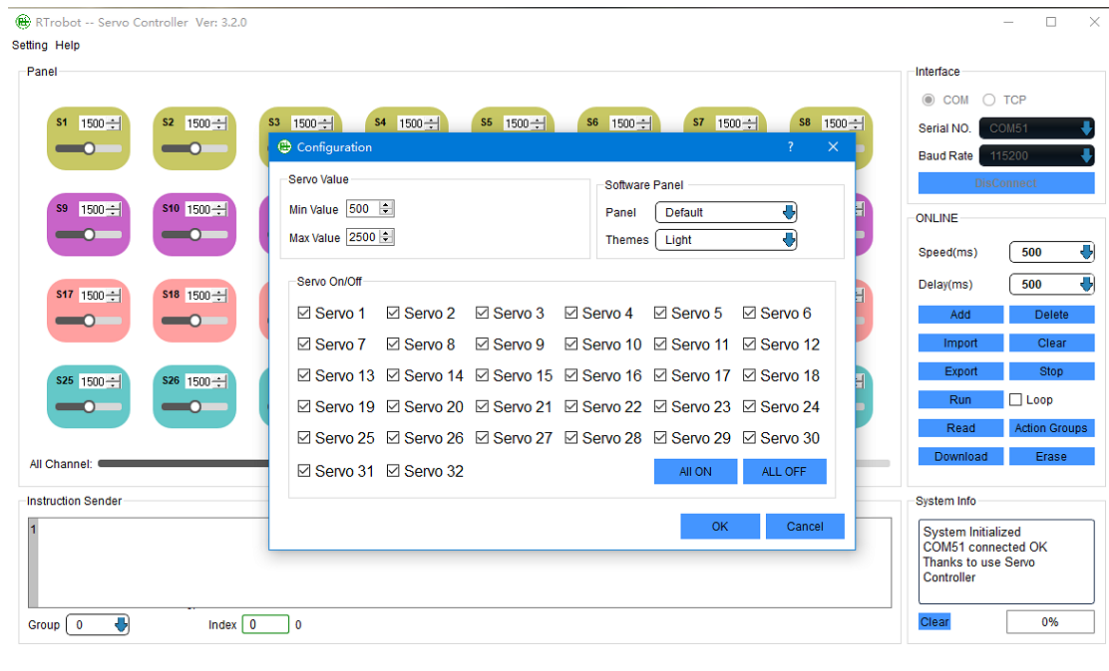 RTrobot -- Servo Controller Ver: 3.2.0
Setting Help
Panel
S1 1500 S2 1500 S3 1500 S4 1500 S5 1500 S6 1500 S7 1500 S8 1500
S9 1500 S10 1500
S17 1500 S18 1500
S25 1500 S26 1500
All Channel:
Configuration ? ×
Servo Value
Min Value 500
Max Value 2500
Software Panel
Panel Default
Themes Light
Servo On/Off
Servo 1 Servo 2 Servo 3 Servo 4 Servo 5 Servo 6
Servo 7 Servo 8 Servo 9 Servo 10 Servo 11 Servo 12
Servo 13 Servo 14 Servo 15 Servo 16 Servo 17 Servo 18
Servo 19 Servo 20 Servo 21 Servo 22 Servo 23 Servo 24
Servo 25 Servo 26 Servo 27 Servo 28 Servo 29 Servo 30
Servo 31 Servo 32 All ON ALL OFF
OK Cancel
Interface
COM TCP
Serial NO. COM51
Baud Rate 115200
DisConnect
ONLINE
Speed(ms) 500
Delay(ms) 500
Add Delete
Import Clear
Export Stop
Run Loop
Read Action Groups
Download Erase
Instruction Sender
1
Group 0 Index 0 0
System Info
System Initialized
COM51 connected OK
Thanks to use Servo
Controller
Clear 0%